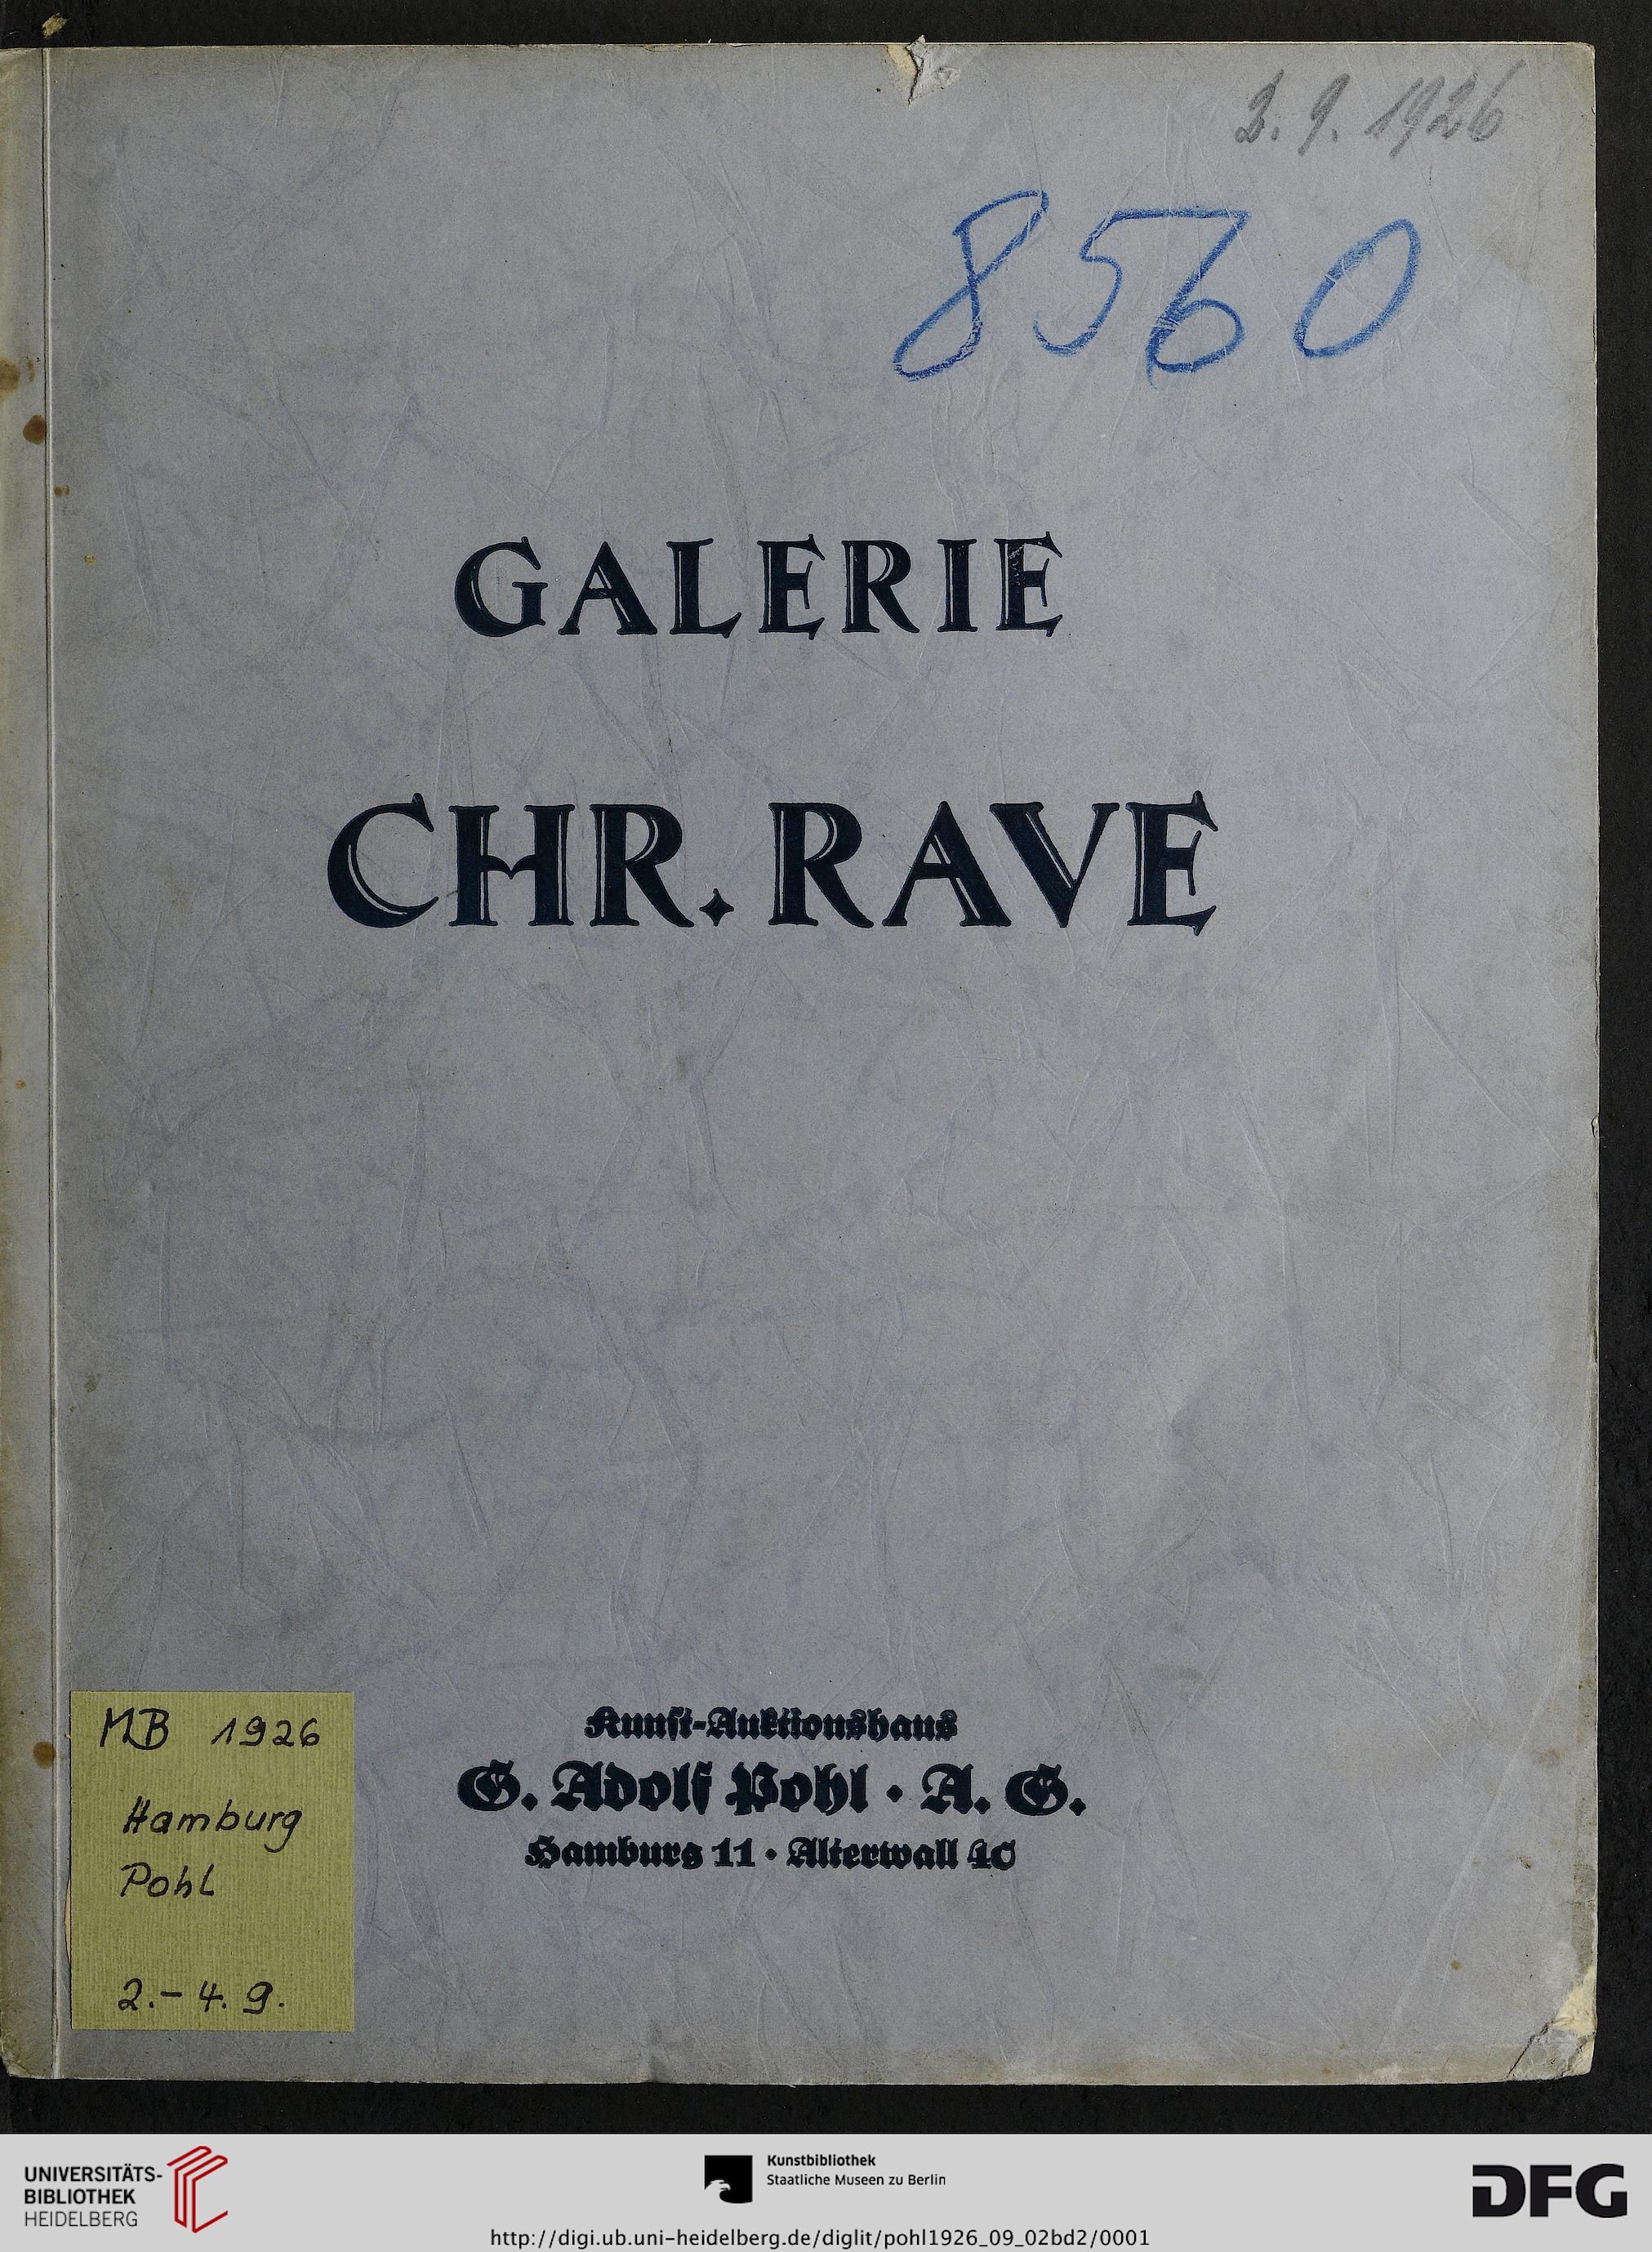 2. 9. 1926
8560
GALERIE
CHR. RAVE
Kunst-Auktionshaus
G. Adolf Pohl • A. G.
Hamburg 11 • Alterwall 40
MB 1926
Hamburg
Pohl
2.-4. 9.
UNIVERSITÄTS-
BIBLIOTHEK
HEIDELBERG
Kunstbibliothek
Staatliche Museen zu Berlin
DFG
http://digi.ub.uni-heidelberg.de/diglit/pohl1926_09_02bd2/0001